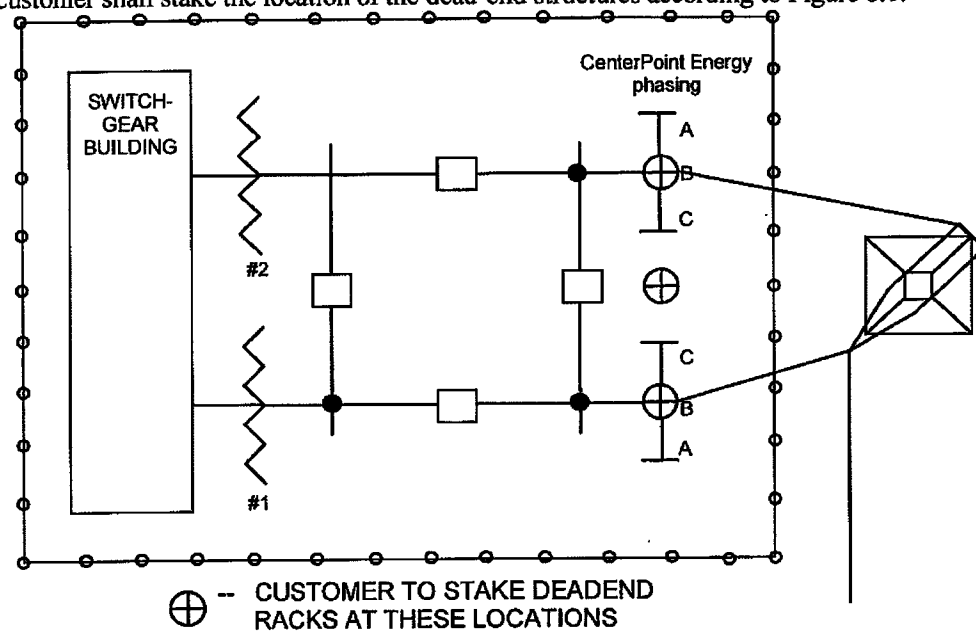 Customer shall stake the location of the dead-end structures according to Figure
CenterPoint Energy
phasing
SWITCH-
GEAR
BUILDING
A
B
C
#2
C
B
A
#1
-- CUSTOMER TO STAKE DEADEND
RACKS AT THESE LOCATIONS